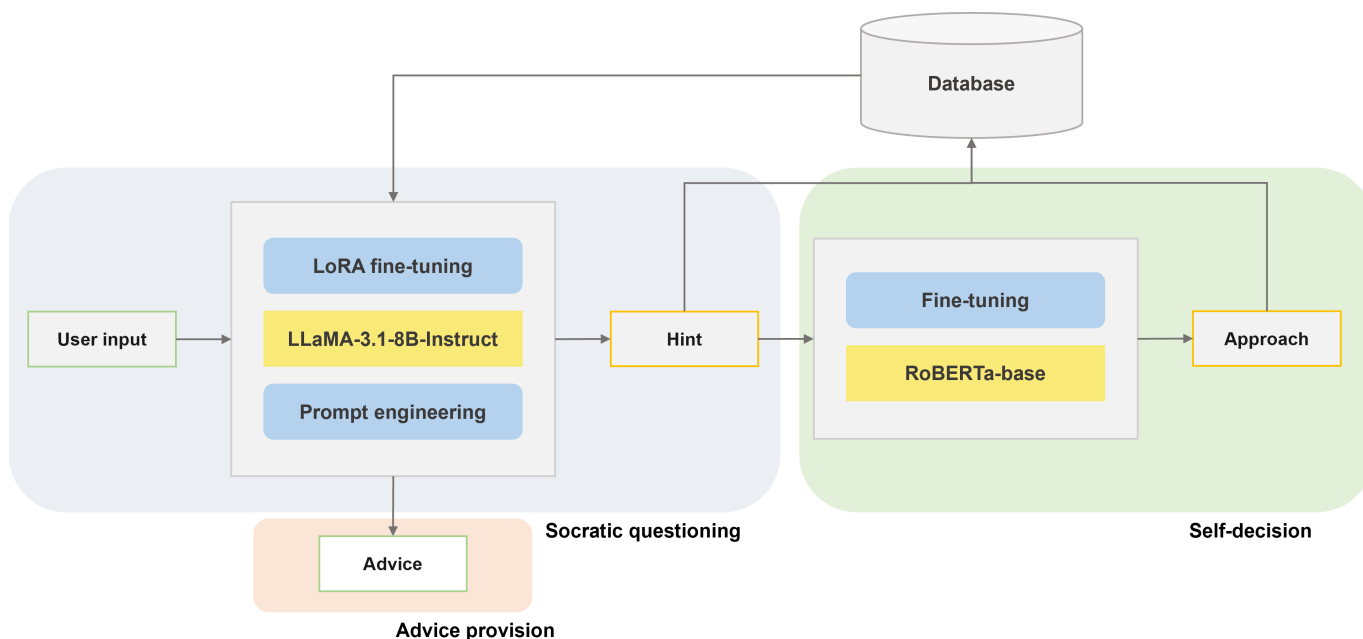 Database
LoRA fine-tuning
LLaMA-3.1-8B-Instruct
Prompt engineering
User input
Hint
Fine-tuning
RoBERTa-base
Approach
Socratic questioning
Self-decision
Advice
Advice provision